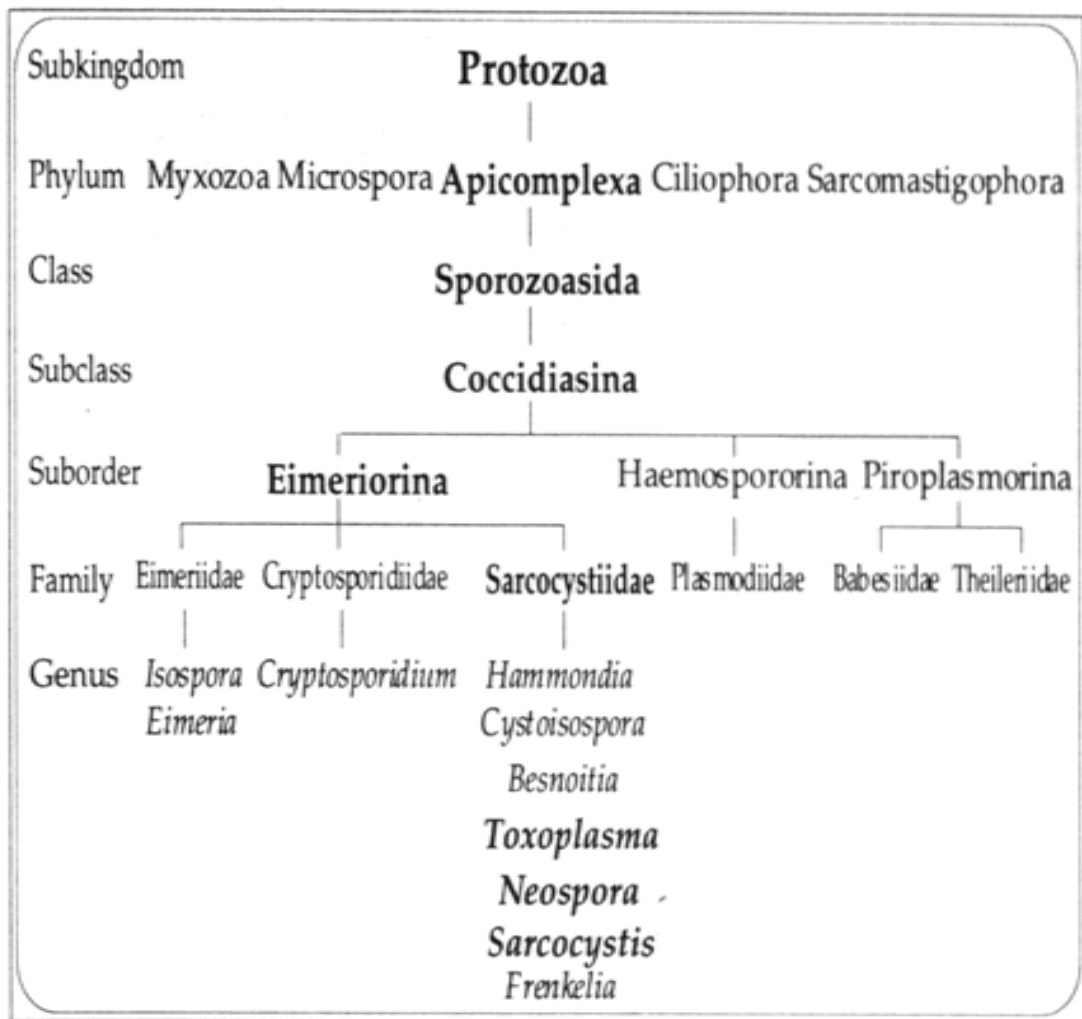 Subkingdom Protozoa
Phylum Myxozoa Microspora Apicomplexa Ciliophora Sarcomastigophora
Class Sporozoasida
Subclass Coccidiasina
Suborder Eimeriorina Haemospororina Piroplasmorina
Family Eimeriidae Cryptosporidiidae Sarcocystiidae Plasmodiidae Babesiidae Theileriidae
Genus Isospora Cryptosporidium Hammondia
Eimeria Cystoisospora
Besnoitia
Toxoplasma
Neospora
Sarcocystis
Frenkelia